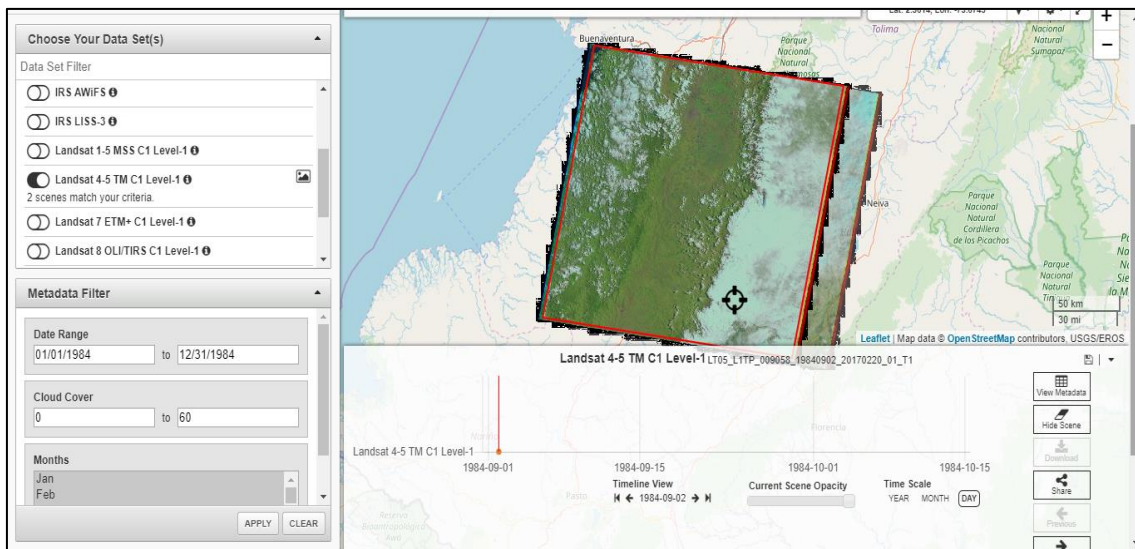 Choose Your Data Set(s)
Data Set Filter
IRS AWiFS
IRS LISS-3
Landsat 1-5 MSS C1 Level-1
Landsat 4-5 TM C1 Level-1
2 scenes match your criteria.
Landsat 7 ETM+ C1 Level-1
Landsat 8 OLI/TIRS C1 Level-1
Metadata Filter
Date Range
01/01/1984 to 12/31/1984
Cloud Cover
0 to 60
Months
Jan
Feb
APPLY CLEAR
Tolima
+
−
Buenaventura
Parque
Nacional
Natural
Nacional
Natural
Sumapaz
Neiva
Parque
Nacional
Natural
Cordillera
de los Picachos
Parque
Nacional
Natural
50 km
30 mi
Leaflet | Map data © OpenStreetMap contributors, USGS/EROS
Landsat 4-5 TM C1 Level-1 LT05_L1TP_009058_19840902_20170220_01_T1
View Metadata
Hide Scene
Download
Share
Previous
Florencia
Landsat 4-5 TM C1 Level-1
1984-09-01 1984-09-15 1984-10-01 1984-10-15
Timeline View
1984-09-02
Current Scene Opacity
Time Scale
YEAR MONTH DAY
Pasto
Reserva